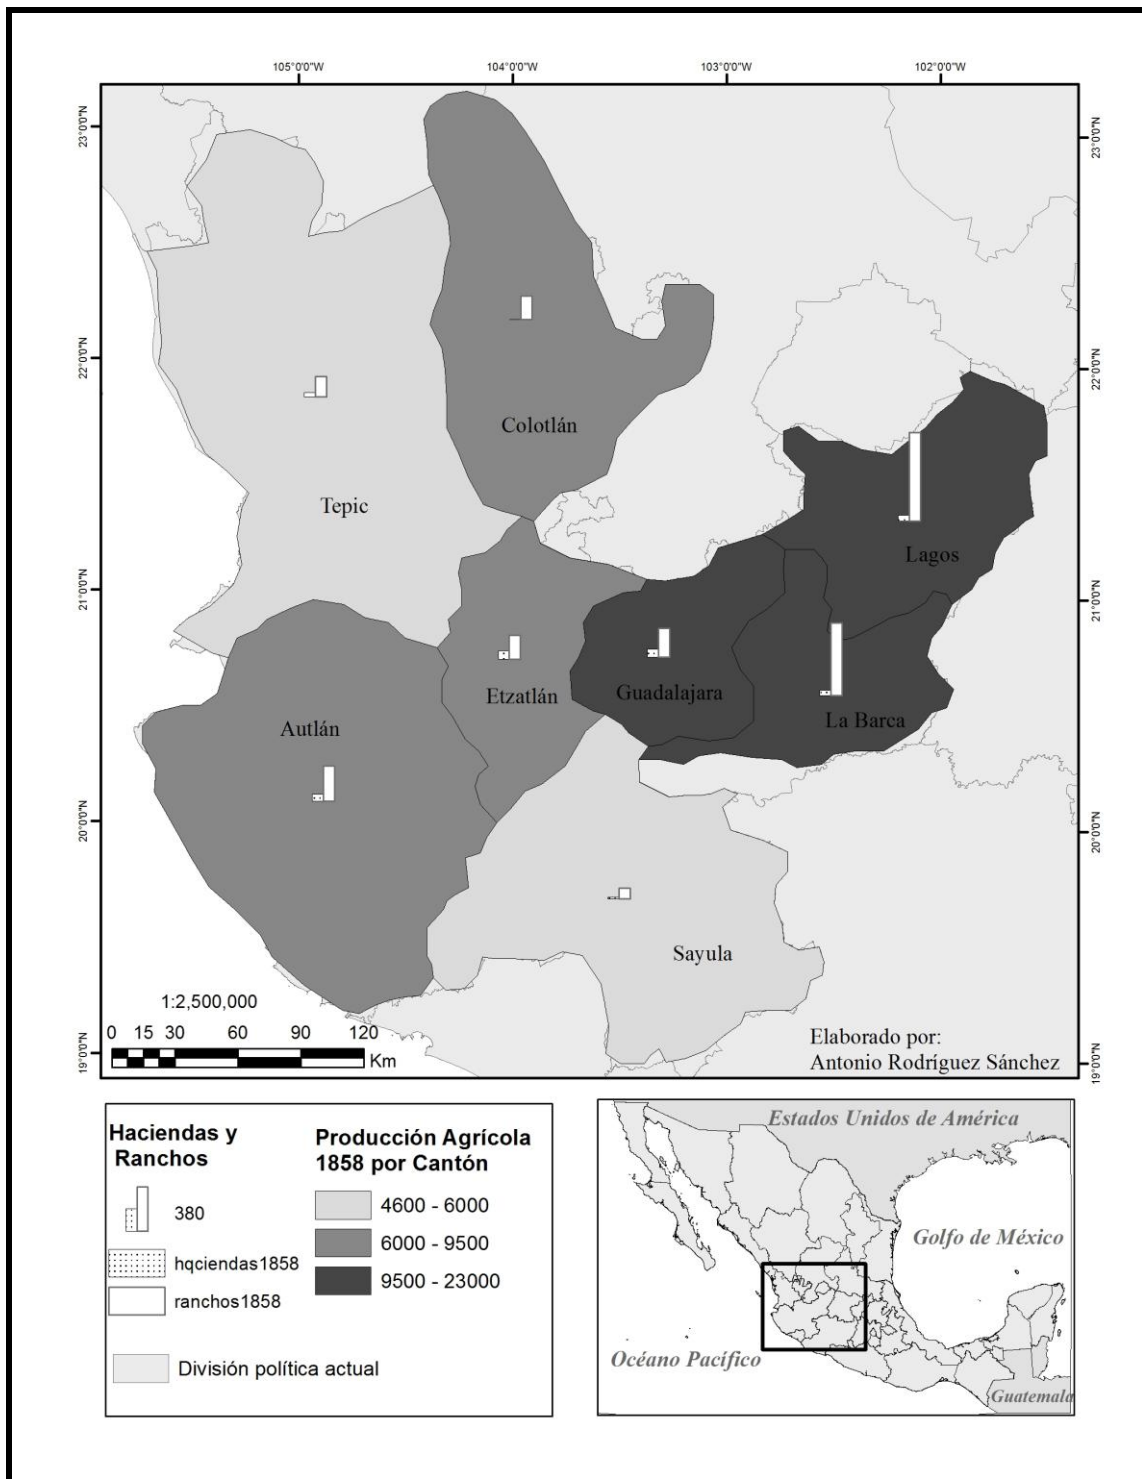 105°0'0"W
104°0'0"W
103°0'0"W
102°0'0"W
23°0'0"N
23°0'0"N
22°0'0"N
22°0'0"N
21°0'0"N
21°0'0"N
20°0'0"N
20°0'0"N
19°0'0"N
19°0'0"N
Colotlán
Tepic
Lagos
Etzatlán
Guadalajara
La Barca
Autlán
Sayula
1:2,500,000
0 15 30 60 90 120
Km
Elaborado por:
Antonio Rodríguez Sánchez
Haciendas y
Ranchos
380
hqciendas1858
ranchos1858
División política actual
Producción Agrícola
1858 por Cantón
4600 - 6000
6000 - 9500
9500 - 23000
Estados Unidos de América
Golfo de México
Océano Pacífico
Guatemala